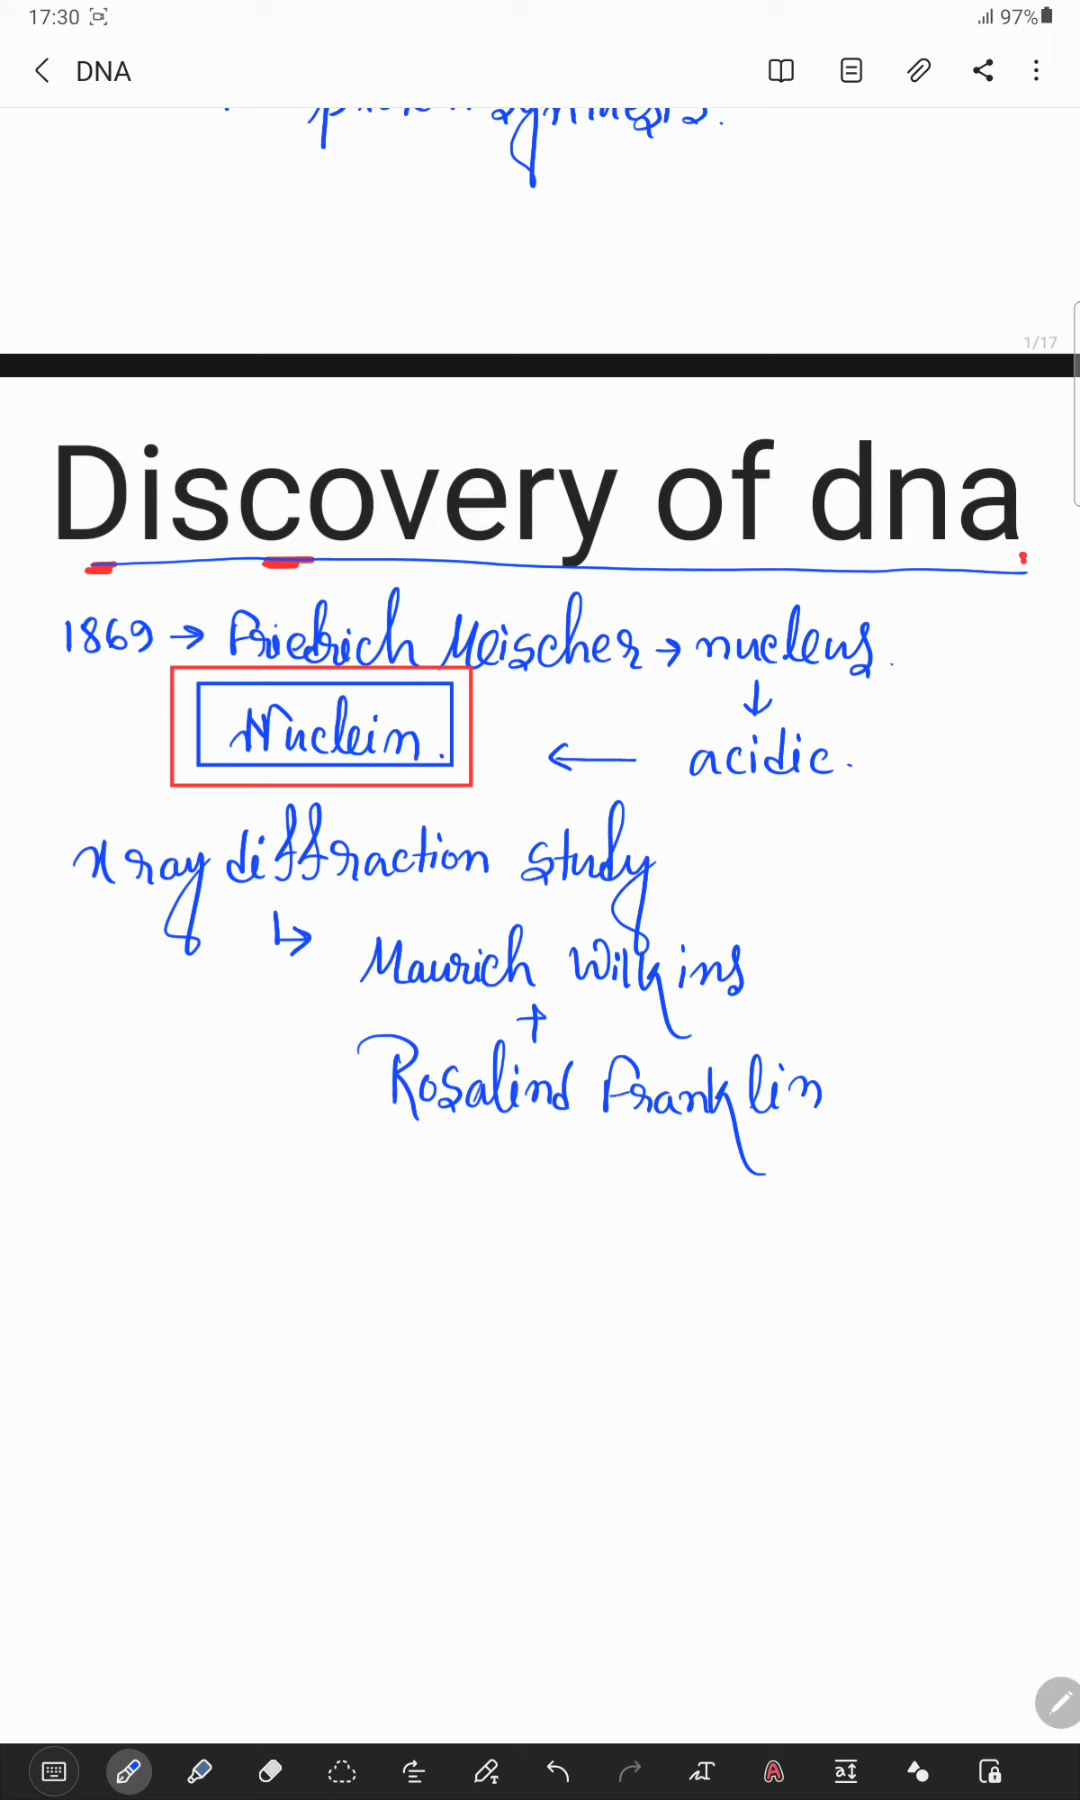 17:30 97%
DNA
synthesis.
1/17
Discovery of dna
1869 → Friedrich Meischer → nucleus.
↓
Nuclein. ← acidic.
x ray diffraction study
↳ Maurich Wilkins
+
Rosalind Franklin